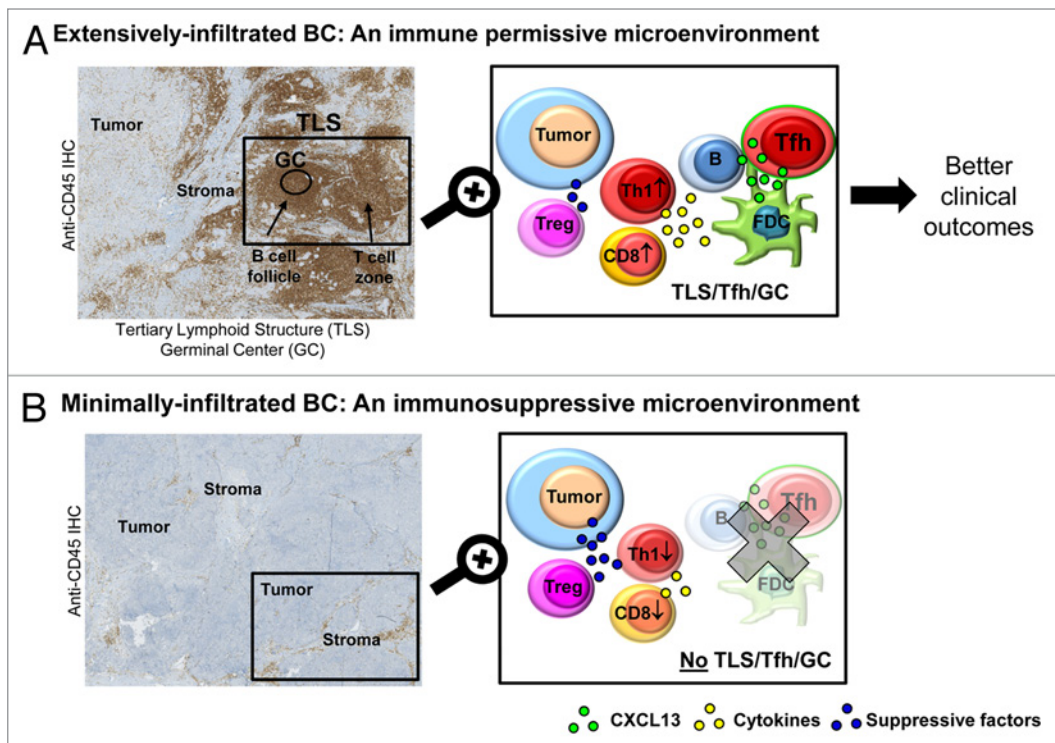 A Extensively-infiltrated BC: An immune permissive microenvironment
Anti-CD45 IHC
Tumor
TLS
GC
Stroma
B cell
follicle
T cell
zone
Tertiary Lymphoid Structure (TLS)
Germinal Center (GC)
Tumor
Treg
Th1↑
CD8↑
B
Tfh
FDC
TLS/Tfh/GC
Better
clinical
outcomes
B Minimally-infiltrated BC: An immunosuppressive microenvironment
Anti-CD45 IHC
Stroma
Tumor
Tumor
Stroma
Tumor
Treg
Th1↓
CD8↓
B
Tfh
FDC
No TLS/Tfh/GC
CXCL13
Cytokines
Suppressive factors